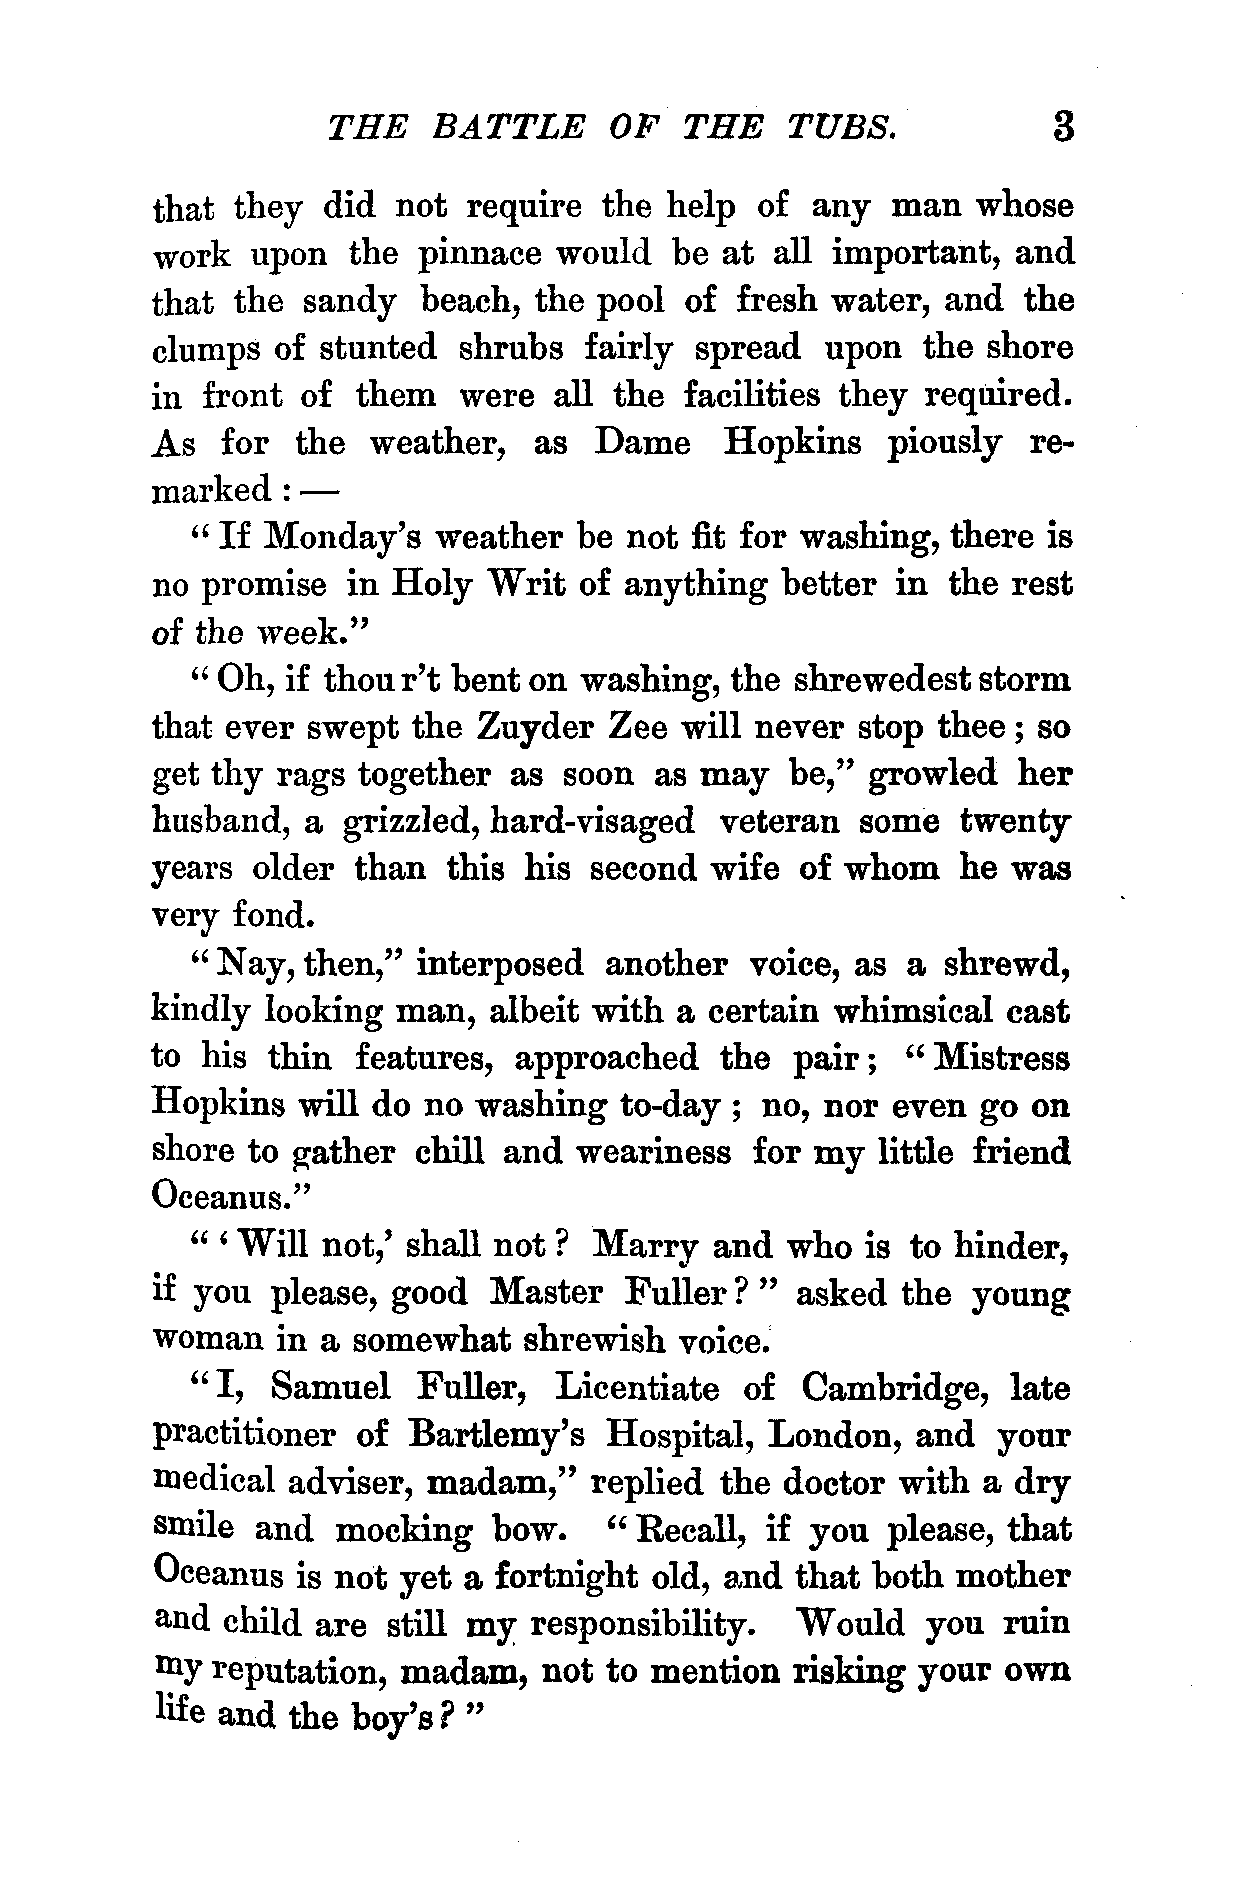 THE BATTLE OF THE TUBS. 3
that they did not require the help of any man whose
work upon the pinnace would be at all important, and
that the sandy beach, the pool of fresh water, and the
clumps of stunted shrubs fairly spread upon the shore
in front of them were all the facilities they required.
As for the weather, as Dame Hopkins piously re-
marked : —
“ If Monday’s weather be not fit for washing, there is
no promise in Holy Writ of anything better in the rest
of the week.”
“ Oh, if thou r’t bent on washing, the shrewedest storm
that ever swept the Zuyder Zee will never stop thee ; so
get thy rags together as soon as may be,” growled her
husband, a grizzled, hard-visaged veteran some twenty
years older than this his second wife of whom he was
very fond.
“ Nay, then,” interposed another voice, as a shrewd,
kindly looking man, albeit with a certain whimsical cast
to his thin features, approached the pair ; “ Mistress
Hopkins will do no washing to-day ; no, nor even go on
shore to gather chill and weariness for my little friend
Oceanus.”
“ ‘ Will not,’ shall not ? Marry and who is to hinder,
if you please, good Master Fuller ? ” asked the young
woman in a somewhat shrewish voice.
“ I, Samuel Fuller, Licentiate of Cambridge, late
practitioner of Bartlemy’s Hospital, London, and your
medical adviser, madam,” replied the doctor with a dry
smile and mocking bow. “ Recall, if you please, that
Oceanus is not yet a fortnight old, and that both mother
and child are still my responsibility. Would you ruin
my reputation, madam, not to mention risking your own
life and the boy’s ? ”